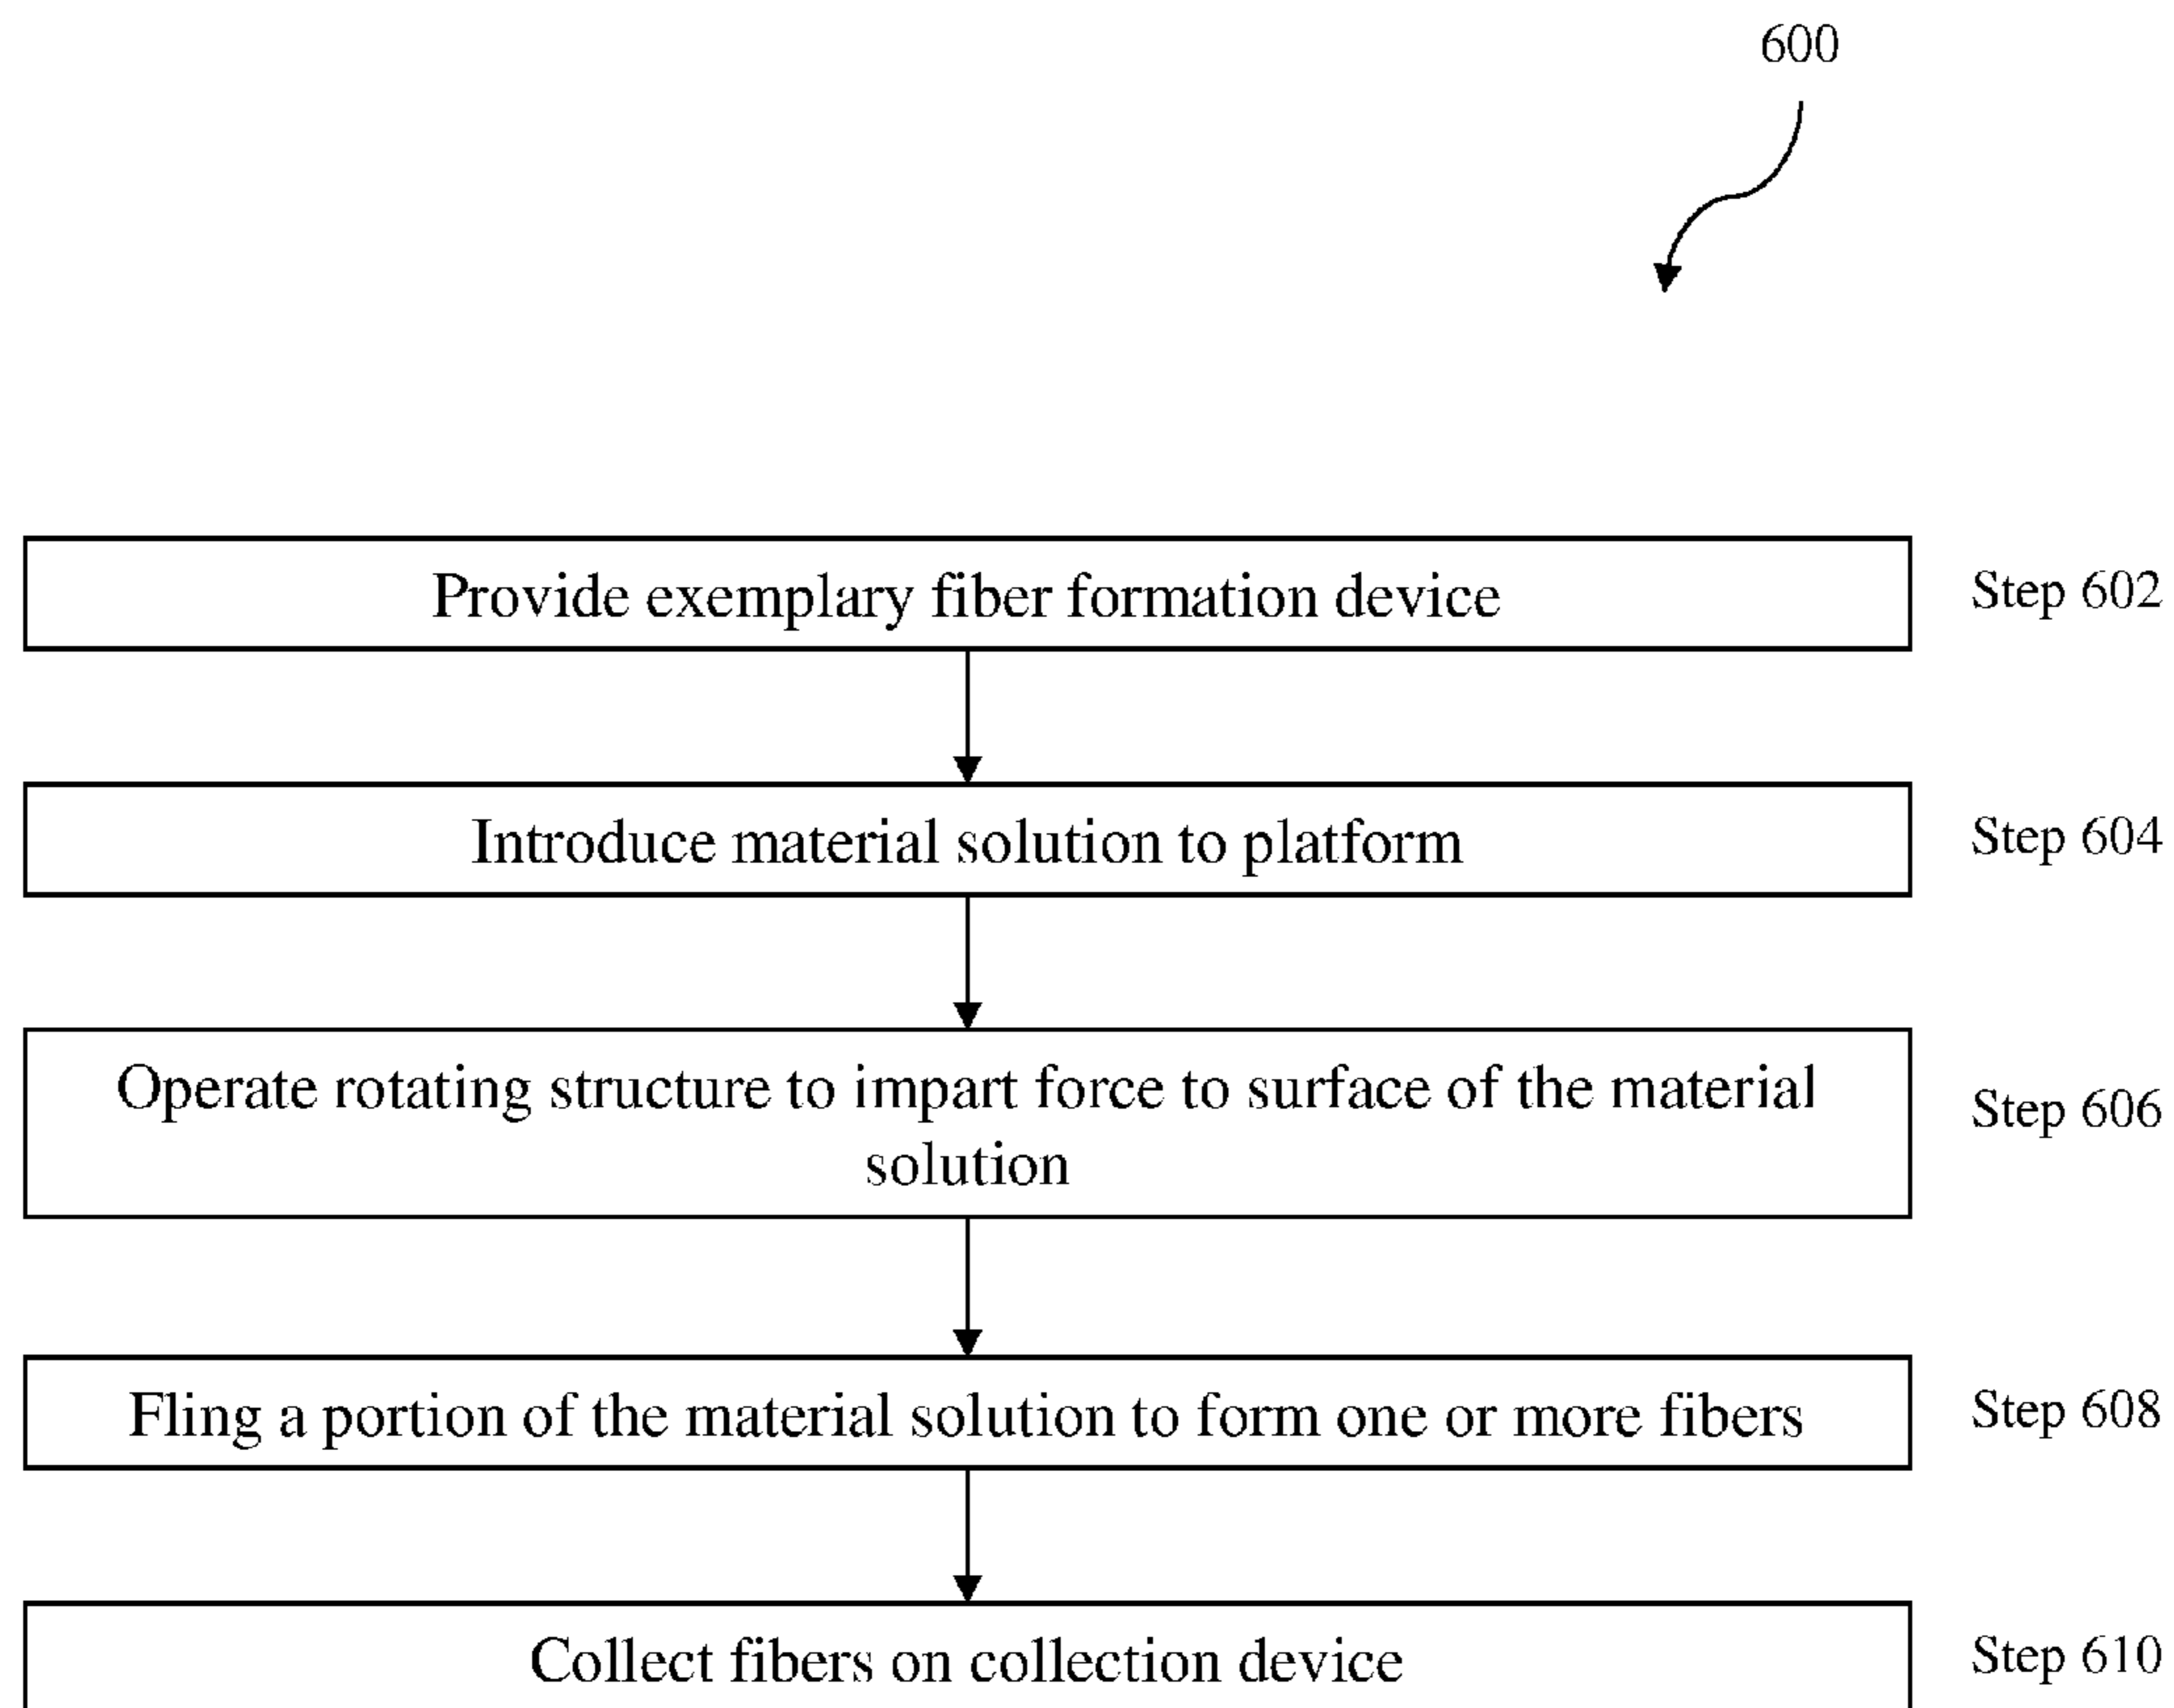 600
Provide exemplary fiber formation device
Step 602
Introduce material solution to platform
Step 604
Operate rotating structure to impart force to surface of the material
solution
Step 606
Fling a portion of the material solution to form one or more fibers
Step 608
Collect fibers on collection device
Step 610